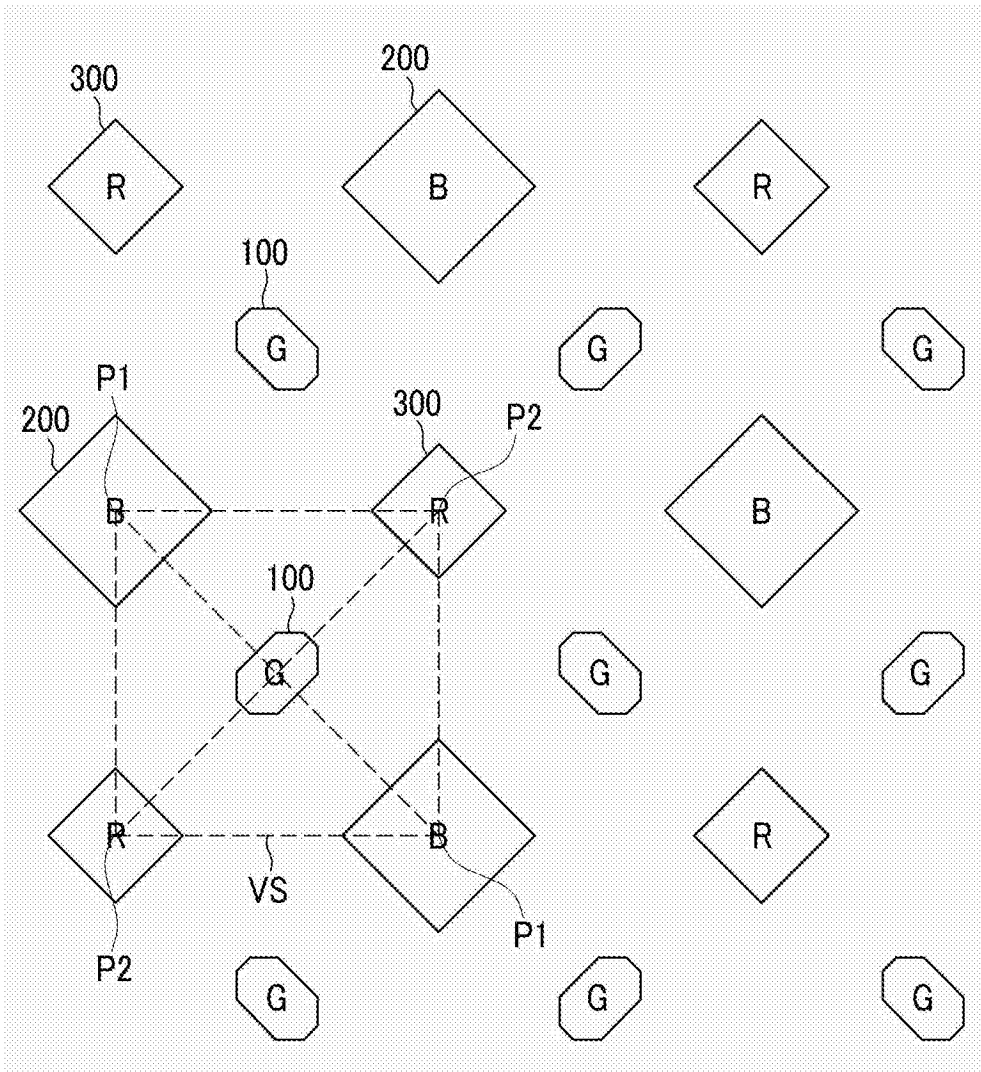 200
300
R B R
100
G G G
P1
200 300 P2
B R B
100
G G G
R B R
VS
P2 P1
G G G